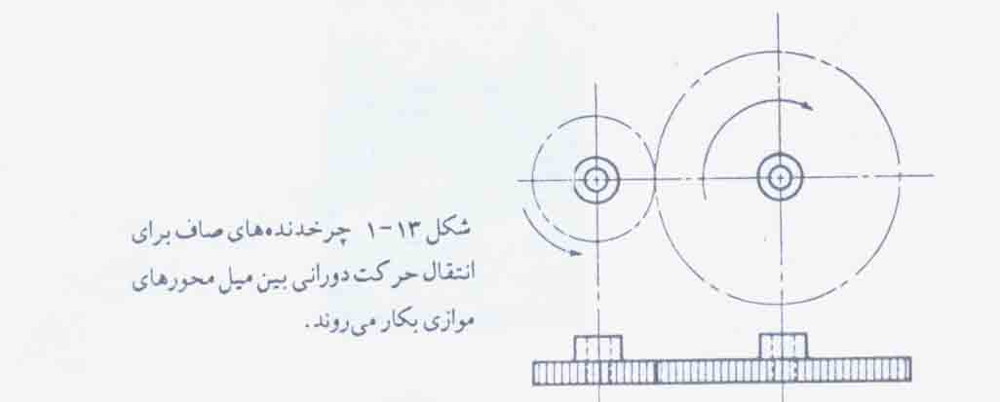 شکل ۱۳-۱ چرخدنده‌های صاف برای
انتقال حرکت دورانی بین میل محورهای
موازی بکار می‌روند.